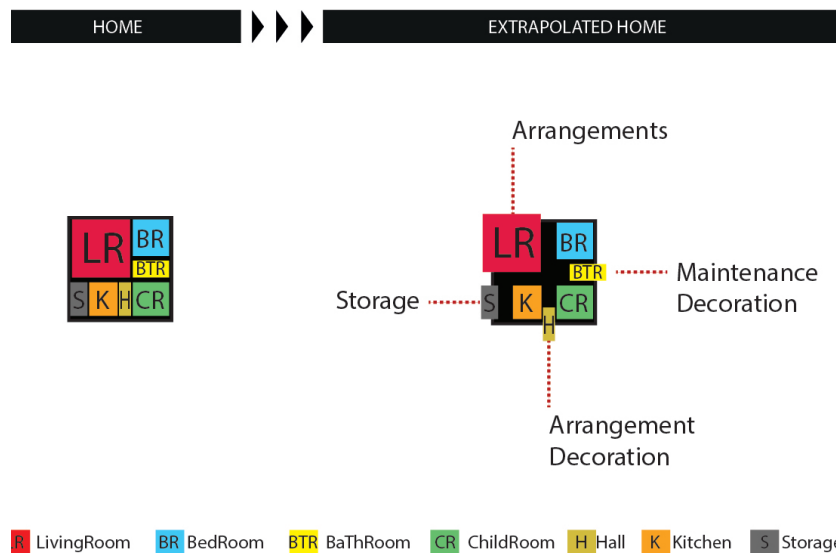 HOME
EXTRAPOLATED HOME
Arrangements
LR BR
BTR
S K H CR
LR BR
BTR
Maintenance
Decoration
Storage
S K CR
H
Arrangement
Decoration
R LivingRoom BR BedRoom BTR BaThRoom CR ChildRoom H Hall K Kitchen S Storage